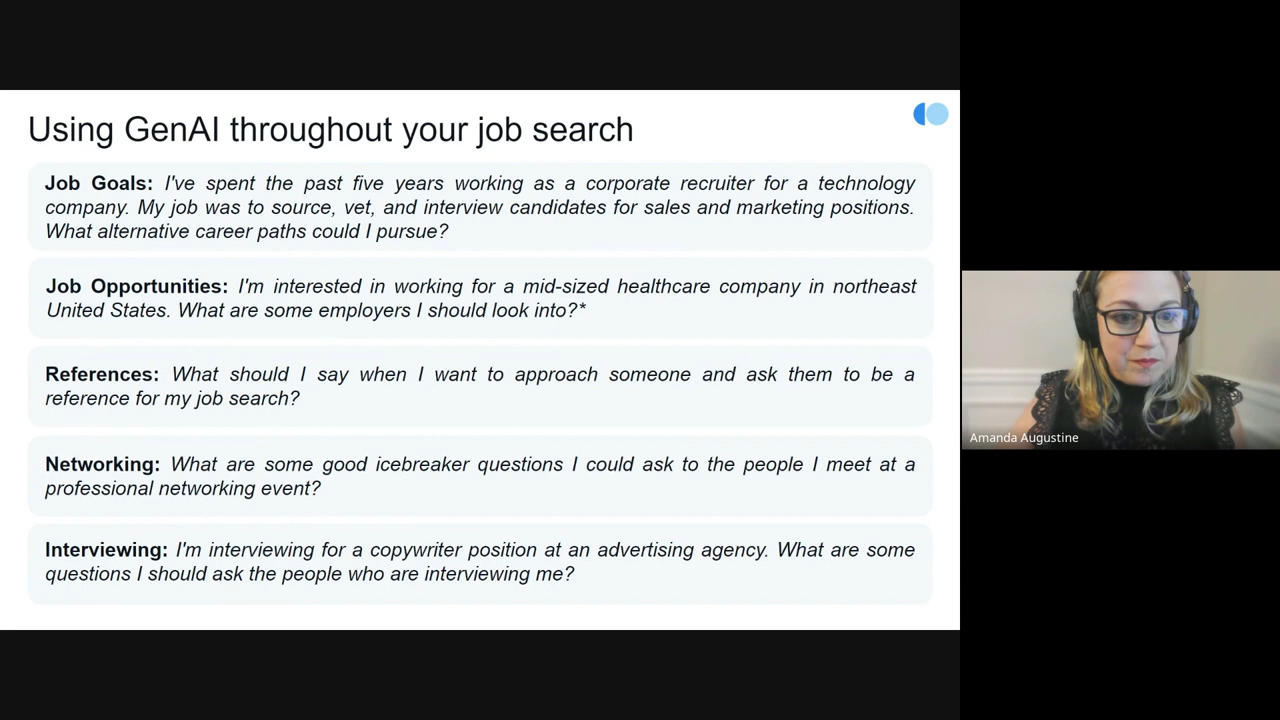 Using GenAI throughout your job search
Job Goals: I've spent the past five years working as a corporate recruiter for a technology
company. My job was to source, vet, and interview candidates for sales and marketing positions.
What alternative career paths could I pursue?
Job Opportunities: I'm interested in working for a mid-sized healthcare company in northeast
United States. What are some employers I should look into?*
References: What should I say when I want to approach someone and ask them to be a
reference for my job search?
Networking: What are some good icebreaker questions I could ask to the people I meet at a
professional networking event?
Interviewing: I'm interviewing for a copywriter position at an advertising agency. What are some
questions I should ask the people who are interviewing me?
Amanda Augustine